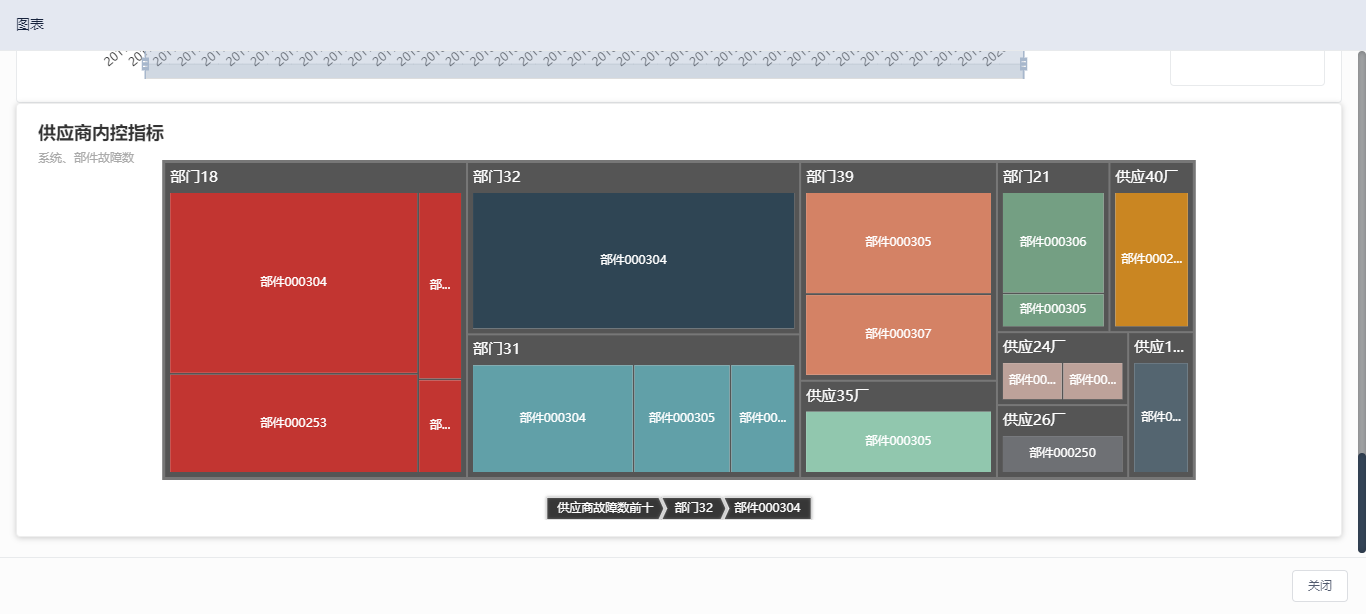 图表
供应商内控指标
系统、部件故障数
部门18
部件000304
部...
部件000253
部...
部门32
部件000304
部门31
部件000304
部件000305
部件00...
部门39
部件000305
部件000307
供应35厂
部件000305
部门21
部件000306
部件000305
供应40厂
部件0002...
供应24厂
部件00...
部件00...
供应26厂
部件000250
供应1...
部件0...
供应商故障数前十
部门32
部件000304
关闭